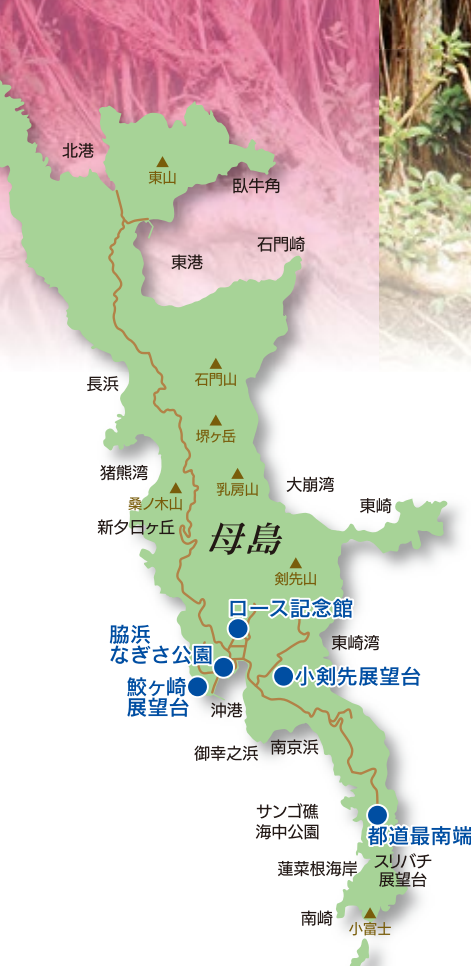 北港
東山
臥牛角
石門崎
東港
石門山
長浜
堺ヶ岳
猪熊湾
乳房山
大崩湾
桑ノ木山
東崎
新夕日ヶ丘
母島
剣先山
ロース記念館
脇浜
なぎさ公園
東崎湾
小剣先展望台
鮫ヶ崎
展望台
沖港
御幸之浜
南京浜
サンゴ礁
海中公園
都道最南端
スリバチ
展望台
蓮菜根海岸
南崎
小富士